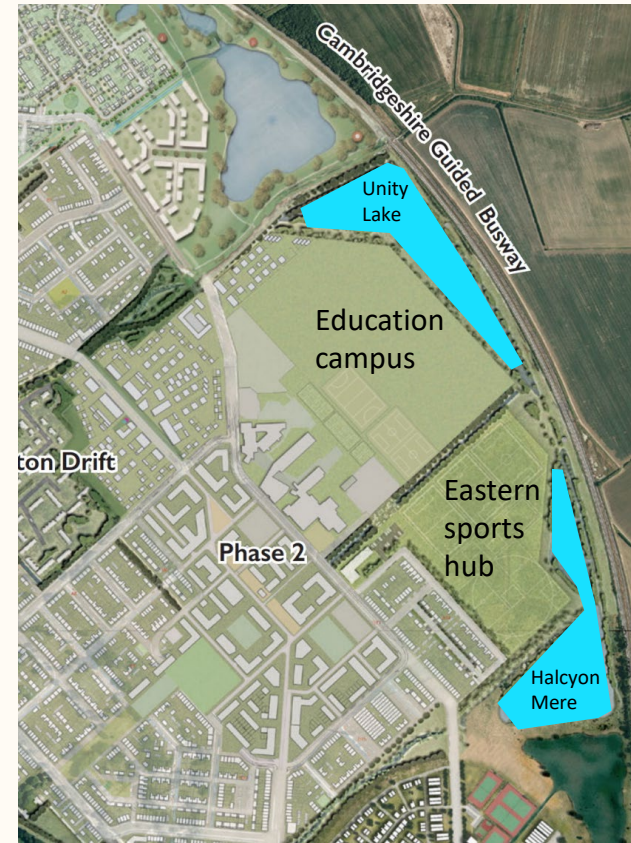 Cambridgeshire Guided Busway
Unity
Lake
Education
campus
ton Drift
Eastern
sports
hub
Phase 2
Halcyon
Mere